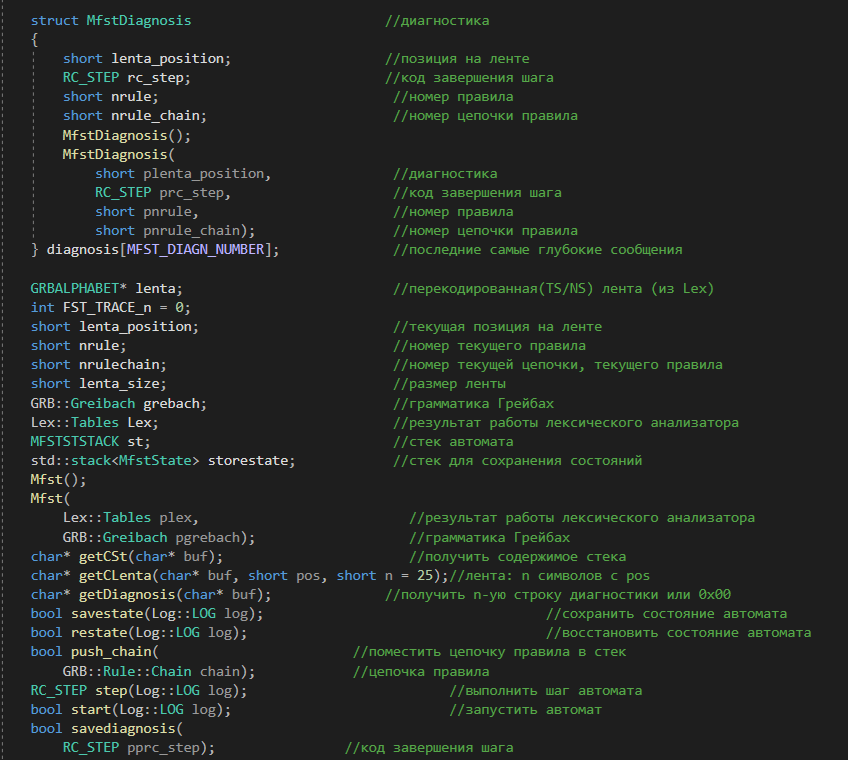 struct MfstDiagnosis //диагностика
{
short lenta_position; //позиция на ленте
RC_STEP rc_step; //код завершения шага
short nrule; //номер правила
short nrule_chain; //номер цепочки правила
MfstDiagnosis();
MfstDiagnosis(
short plenta_position, //диагностика
RC_STEP prc_step, //код завершения шага
short pnrule, //номер правила
short pnrule_chain); //номер цепочки правила
} diagnosis[MFST_DIAGN_NUMBER]; //последние самые глубокие сообщения
GRBALPHABET* lenta; //перекодированная(TS/NS) лента (из Lex)
int FST_TRACE_n = 0;
short lenta_position; //текущая позиция на ленте
short nrule; //номер текущего правила
short nrulechain; //номер текущей цепочки, текущего правила
short lenta_size; //размер ленты
GRB::Greibach grebach; //грамматика Грейбах
Lex::Tables Lex; //результат работы лексического анализатора
MFSTSTSTACK st; //стек автомата
std::stack<MfstState> storestate; //стек для сохранения состояний
Mfst();
Mfst(
Lex::Tables plex, //результат работы лексического анализатора
GRB::Greibach pgrebach); //грамматика Грейбах
char* getCSt(char* buf); //получить содержимое стека
char* getCLenta(char* buf, short pos, short n = 25);//лента: n символов с pos
char* getDiagnosis(char* buf); //получить n-ую строку диагностики или 0x00
bool savestate(Log::LOG log); //сохранить состояние автомата
bool restate(Log::LOG log); //восстановить состояние автомата
bool push_chain( //поместить цепочку правила в стек
GRB::Rule::Chain chain); //цепочка правила
RC_STEP step(Log::LOG log); //выполнить шаг автомата
bool start(Log::LOG log); //запустить автомат
bool savediagnosis(
RC_STEP pprc_step); //код завершения шага